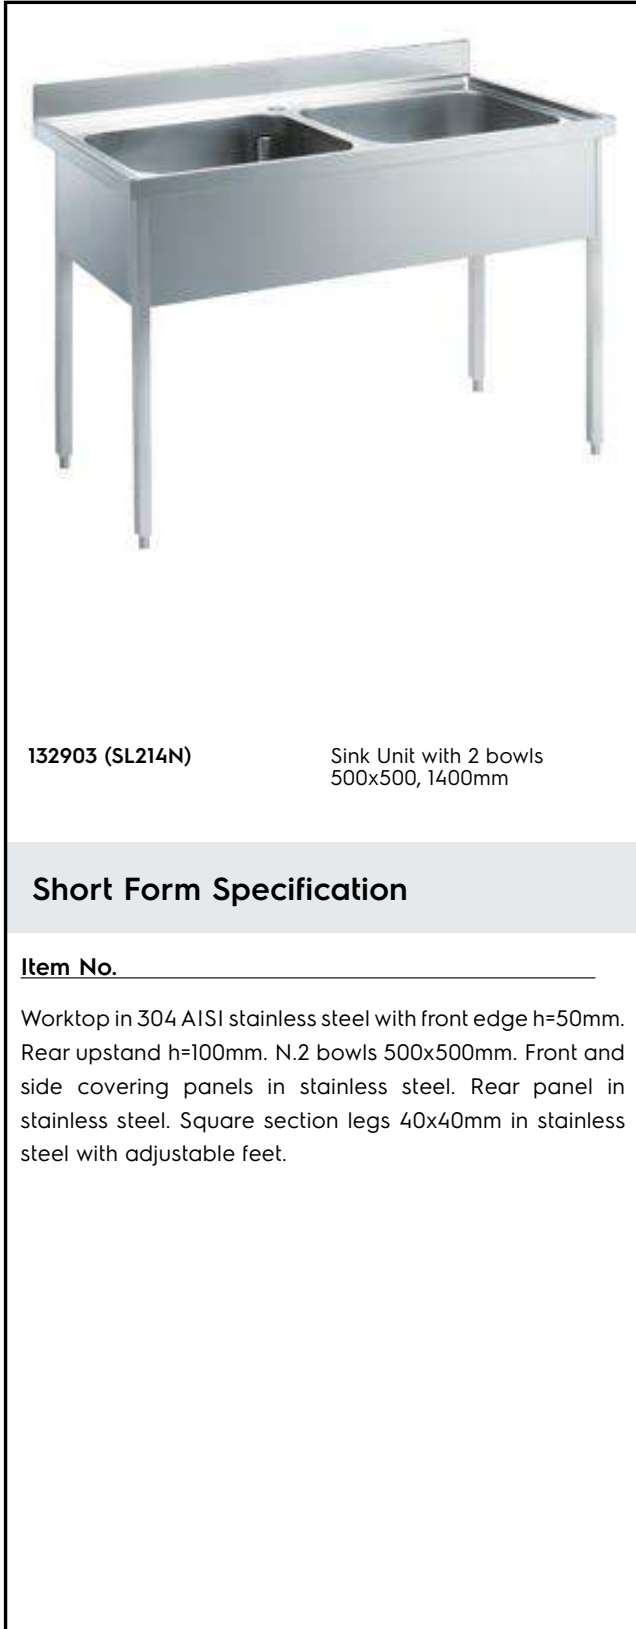 132903 (SL214N)
Sink Unit with 2 bowls
500x500, 1400mm
Short Form Specification
Item No.
Worktop in 304 AISI stainless steel with front edge h=50mm.
Rear upstand h=100mm. N.2 bowls 500x500mm. Front and
side covering panels in stainless steel. Rear panel in
stainless steel. Square section legs 40x40mm in stainless
steel with adjustable feet.